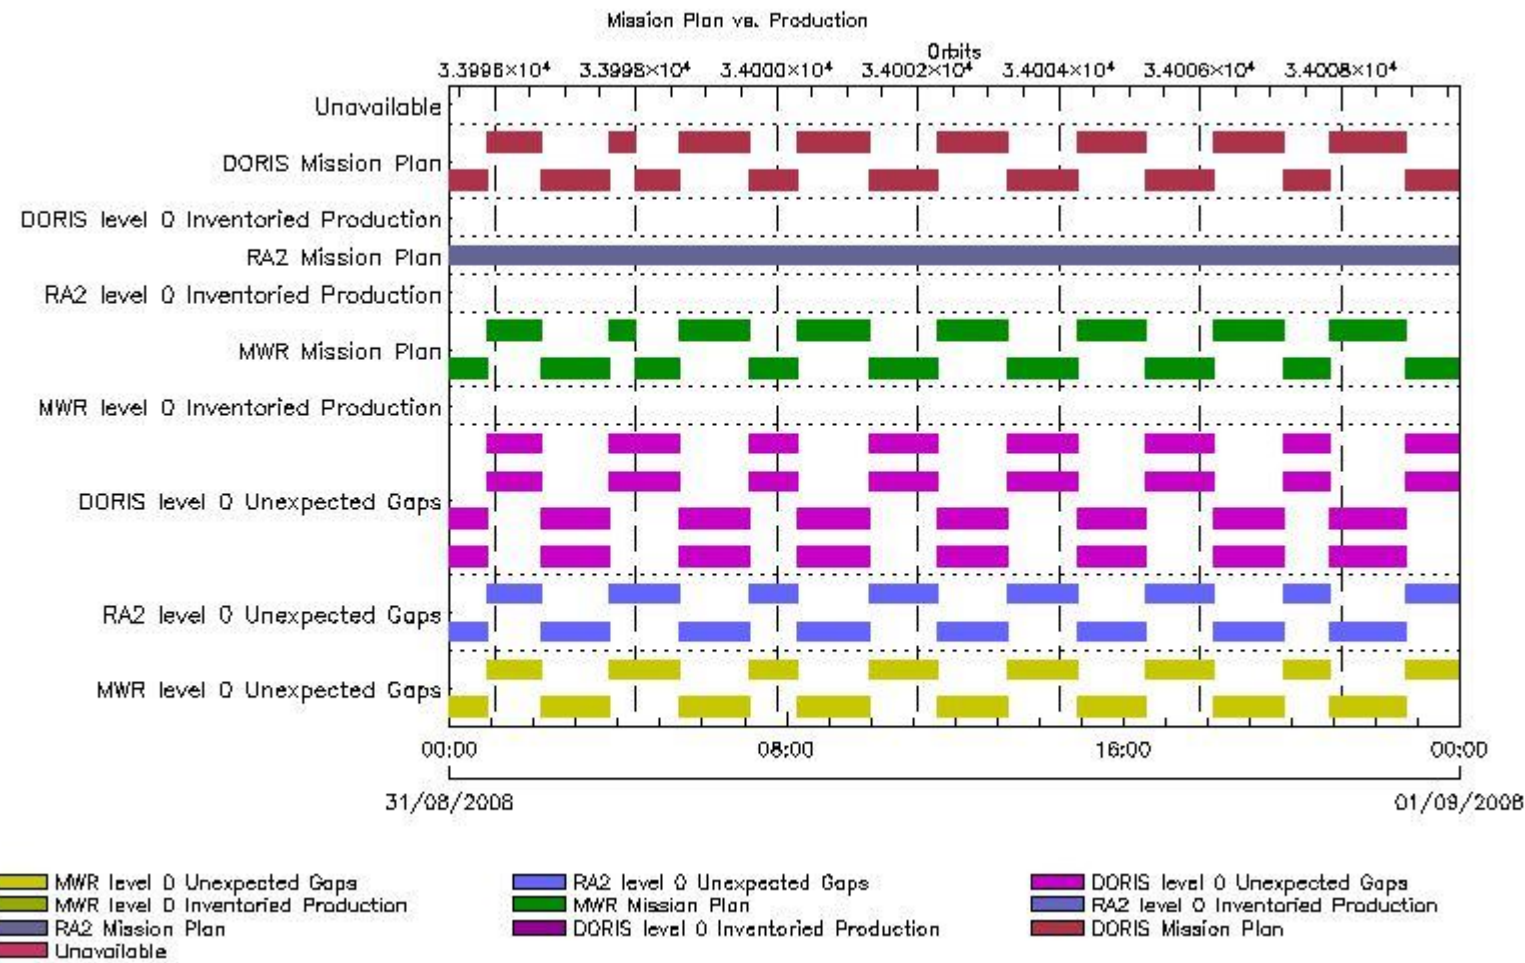 Mission Plan vs. Production
Orbits
3.3996×10⁴ 3.3998×10⁴ 3.4000×10⁴ 3.4002×10⁴ 3.4004×10⁴ 3.4006×10⁴ 3.4008×10⁴
Unavailable
DORIS Mission Plan
DORIS level 0 Inventoried Production
RA2 Mission Plan
RA2 level 0 Inventoried Production
MWR Mission Plan
MWR level 0 Inventoried Production
DORIS level 0 Unexpected Gaps
RA2 level 0 Unexpected Gaps
MWR level 0 Unexpected Gaps
00:00 08:00 16:00 00:00
31/08/2008 01/09/2008
MWR level 0 Unexpected Gaps RA2 level 0 Unexpected Gaps DORIS level 0 Unexpected Gaps
MWR level 0 Inventoried Production MWR Mission Plan RA2 level 0 Inventoried Production
RA2 Mission Plan DORIS level 0 Inventoried Production DORIS Mission Plan
Unavailable